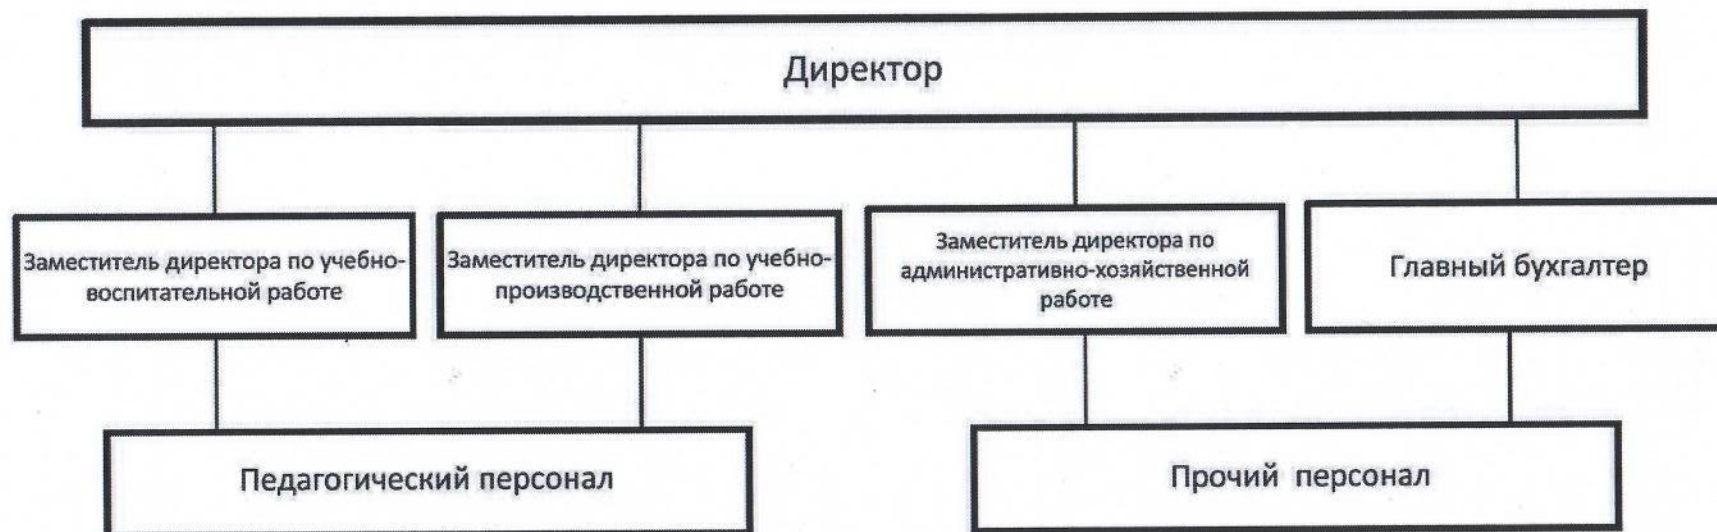 Директор
Заместитель директора по учебно-
воспитательной работе
Заместитель директора по учебно-
производственной работе
Заместитель директора по
административно-хозяйственной
работе
Главный бухгалтер
Педагогический персонал
Прочий персонал